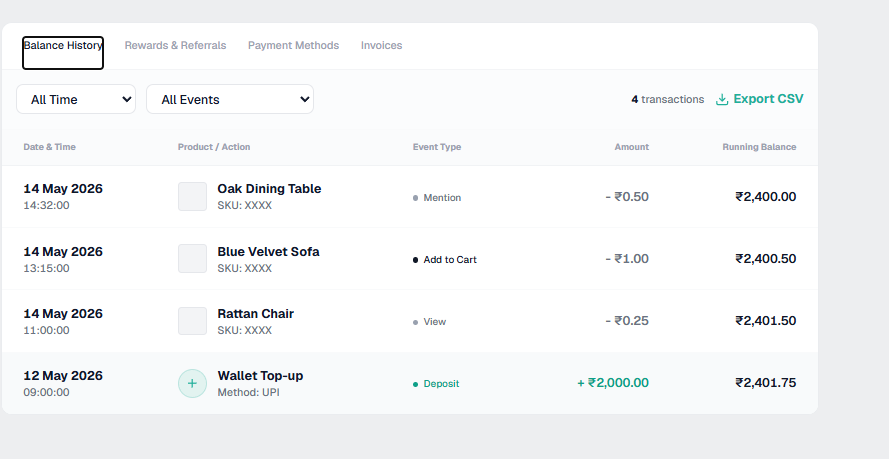 Balance History Rewards & Referrals Payment Methods Invoices
All Time All Events 4 transactions Export CSV
Date & Time Product / Action Event Type Amount Running Balance
14 May 2026 Oak Dining Table Mention - ₹0.50 ₹2,400.00
14:32:00 SKU: XXXX
14 May 2026 Blue Velvet Sofa Add to Cart - ₹1.00 ₹2,400.50
13:15:00 SKU: XXXX
14 May 2026 Rattan Chair View - ₹0.25 ₹2,401.50
11:00:00 SKU: XXXX
12 May 2026 Wallet Top-up Deposit + ₹2,000.00 ₹2,401.75
09:00:00 Method: UPI